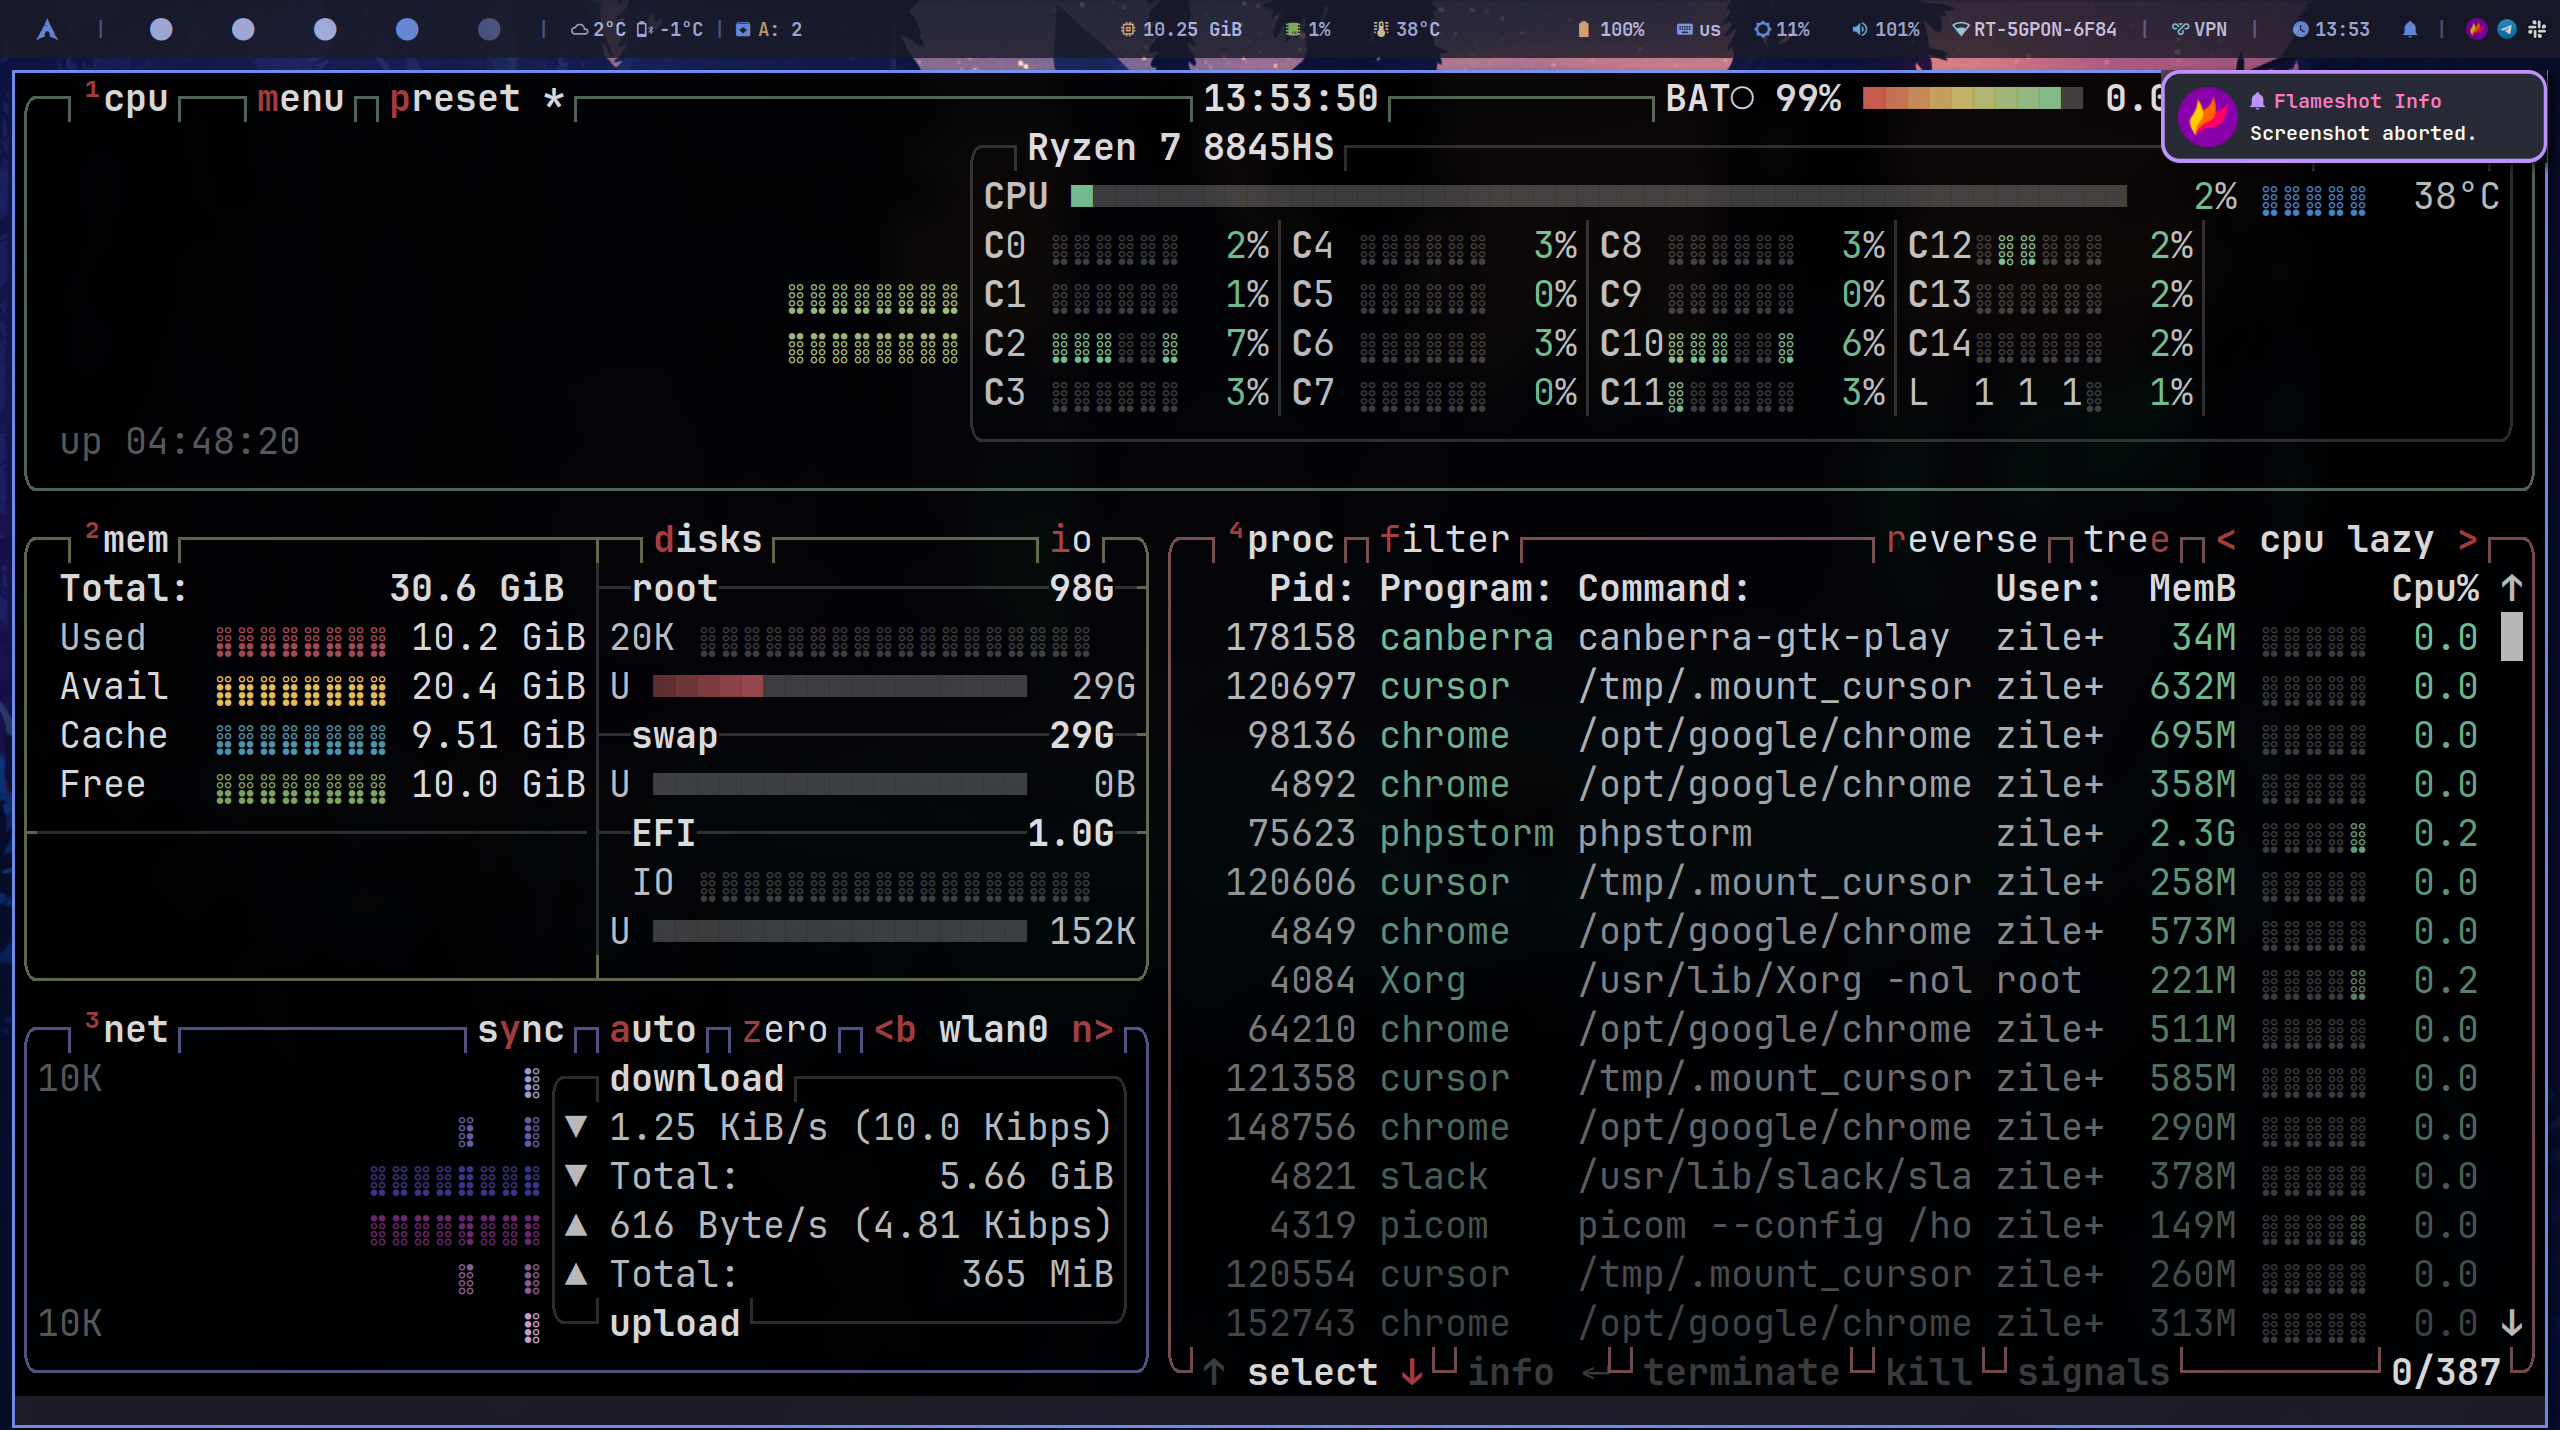 2°C -1°C | A: 2 10.25 GiB 1% 38°C 100% us 11% 101% RT-5GPON-6F84 | VPN | 13:53 |
1cpu menu preset * 13:53:50 BAT○ 99% 0.0
Flameshot Info
Screenshot aborted.
Ryzen 7 8845HS
CPU 2% 38°C
C0 2% C4 3% C8 3% C12 2%
C1 1% C5 0% C9 0% C13 2%
C2 7% C6 3% C10 6% C14 2%
C3 3% C7 0% C11 3% L 1 1 1 1%
up 04:48:20
2mem disks io
Total: 30.6 GiB
Used 10.2 GiB
Avail 20.4 GiB
Cache 9.51 GiB
Free 10.0 GiB
root 98G
20K
U 29G
swap 29G
U 0B
EFI 1.0G
IO
U 152K
3net sync auto zero <b wlan0 n>
10K
download
▼ 1.25 KiB/s (10.0 Kibps)
▼ Total: 5.66 GiB
▲ 616 Byte/s (4.81 Kibps)
▲ Total: 365 MiB
10K
upload
4proc filter reverse tree < cpu lazy >
Pid: Program: Command: User: MemB Cpu% ↑
178158 canberra canberra-gtk-play zile+ 34M 0.0
120697 cursor /tmp/.mount_cursor zile+ 632M 0.0
98136 chrome /opt/google/chrome zile+ 695M 0.0
4892 chrome /opt/google/chrome zile+ 358M 0.0
75623 phpstorm phpstorm zile+ 2.3G 0.2
120606 cursor /tmp/.mount_cursor zile+ 258M 0.0
4849 chrome /opt/google/chrome zile+ 573M 0.0
4084 Xorg /usr/lib/Xorg -nol root 221M 0.2
64210 chrome /opt/google/chrome zile+ 511M 0.0
121358 cursor /tmp/.mount_cursor zile+ 585M 0.0
148756 chrome /opt/google/chrome zile+ 290M 0.0
4821 slack /usr/lib/slack/sla zile+ 378M 0.0
4319 picom picom --config /ho zile+ 149M 0.0
120554 cursor /tmp/.mount_cursor zile+ 260M 0.0
152743 chrome /opt/google/chrome zile+ 313M 0.0 ↓
↑ select ↓ info ↵ terminate kill signals 0/387